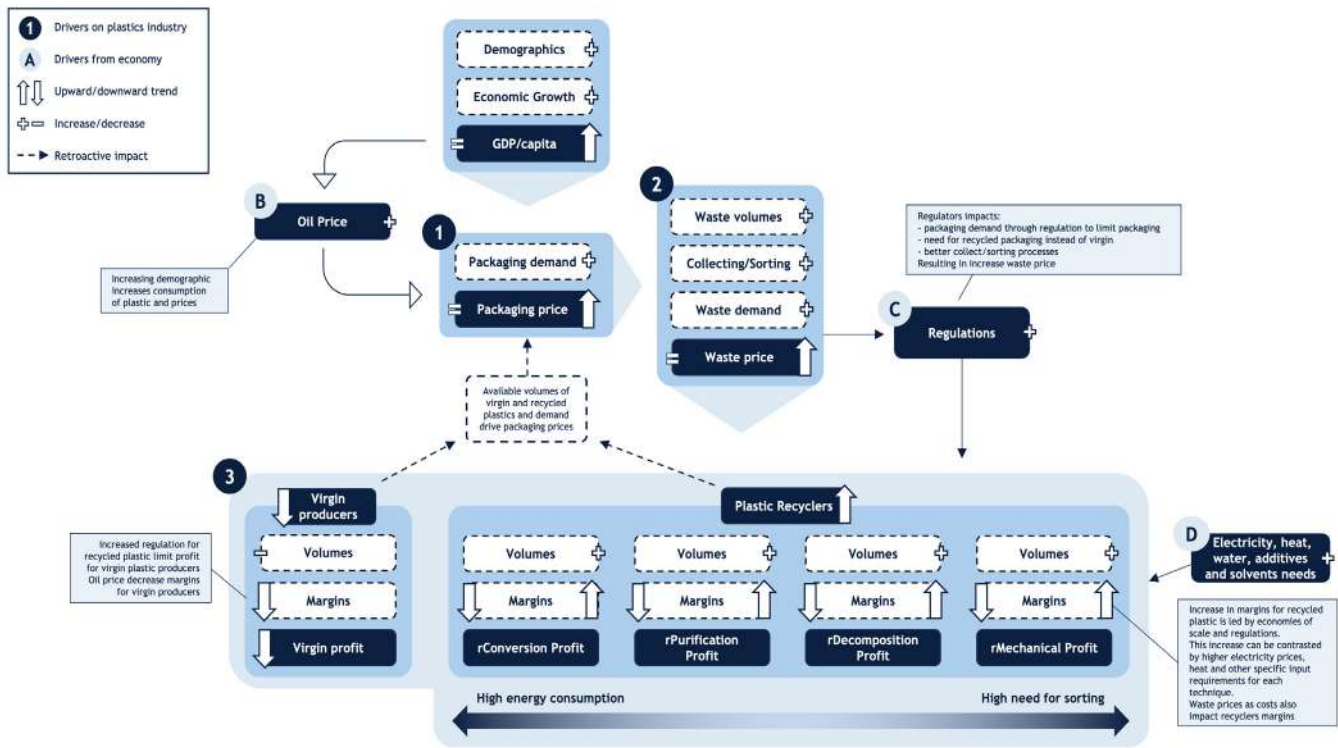 1 Drivers on plastics industry
A Drivers from economy
Upward/downward trend
Increase/decrease
Retroactive impact
Demographics
Economic Growth
GDP/capita
B
Oil Price
Increasing demographic
increases consumption
of plastic and prices
1
Packaging demand
Packaging price
2
Waste volumes
Collecting/Sorting
Waste demand
Waste price
Regulators impacts:
- packaging demand through regulation to limit packaging
- need for recycled packaging instead of virgin
- better collect/sorting processes
Resulting in increase waste price
C
Regulations
Available volumes of
virgin and recycled
plastics and demand
drive packaging prices
3
Virgin
producers
Volumes
Margins
Virgin profit
Increased regulation for
recycled plastic limit profit
for virgin plastic producers
Oil price decrease margins
for virgin producers
Plastic Recyclers
Volumes
Margins
rConversion Profit
Volumes
Margins
rPurification
Profit
Volumes
Margins
rDecomposition
Profit
Volumes
Margins
rMechanical Profit
High energy consumption
High need for sorting
D
Electricity, heat,
water, additives
and solvents needs
Increase in margins for recycled
plastic is led by economies of
scale and regulations.
This increase can be contrasted
by higher electricity prices,
heat and other specific input
requirements for each
technique.
Waste prices as costs also
impact recyclers margins